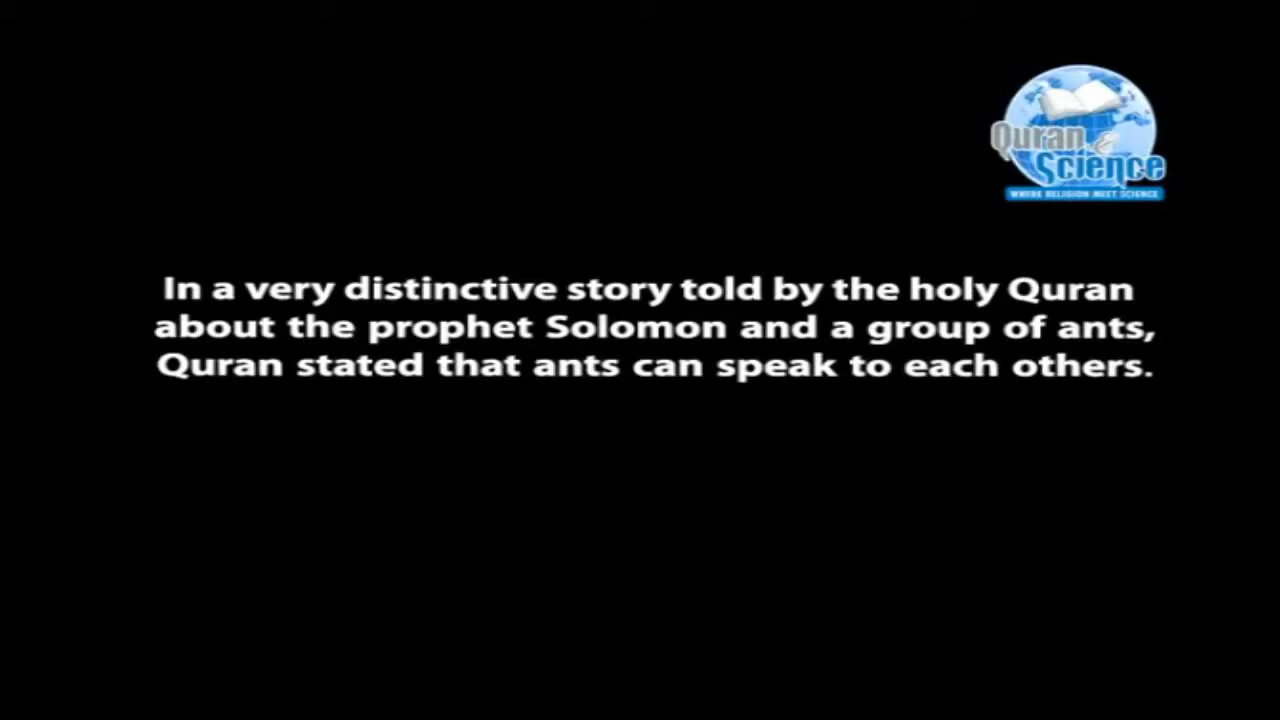 Quran &
Science
WHERE RELIGION MEET SCIENCE
In a very distinctive story told by the holy Quran
about the prophet Solomon and a group of ants,
Quran stated that ants can speak to each others.